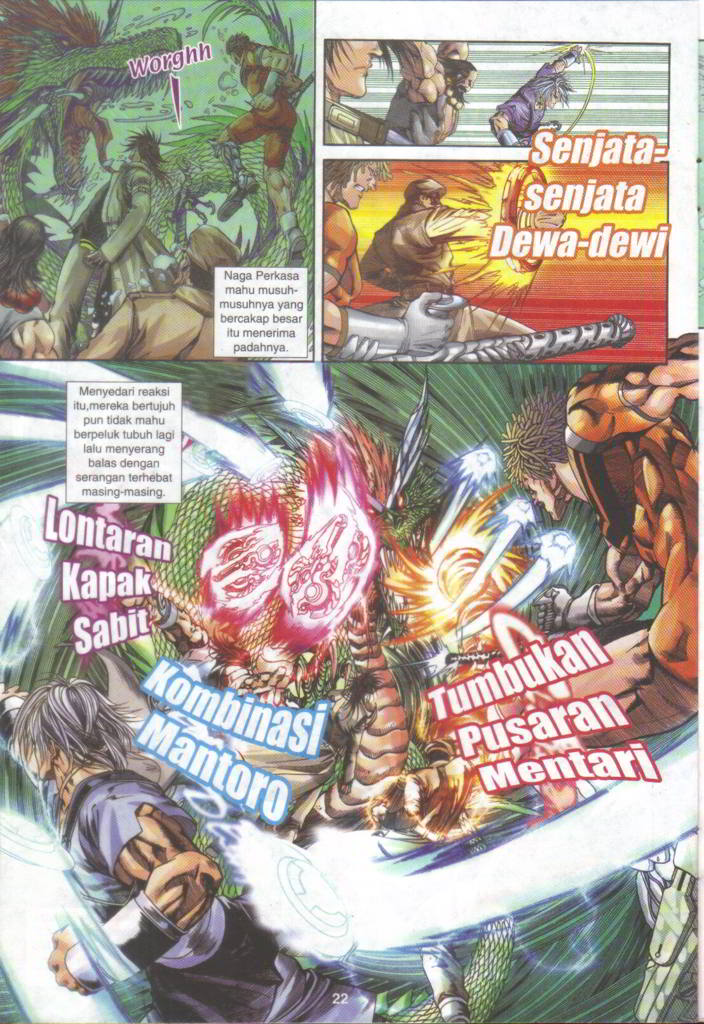 Worghh
Naga Perkasa
mahu musuh-
musuhnya yang
bercakap besar
itu menerima
padahnya.
Senjata-
senjata
Dewa-dewi
Menyedari reaksi
itu,mereka bertujuh
pun tidak mahu
berpeluk tubuh lagi
lalu menyerang
balas dengan
serangan terhebat
masing-masing.
Lontaran
Kapak
Sabit
Kombinasi
Mantoro
Tumbukan
Pusaran
Mentari
22